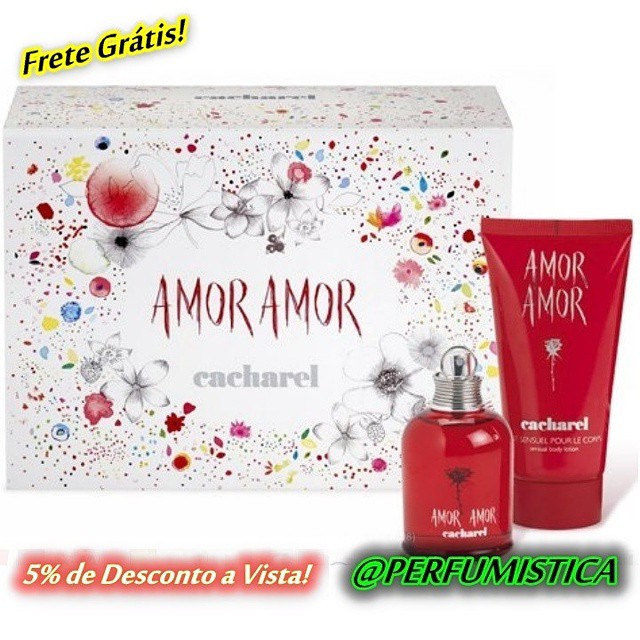 Frete Grátis!
cacharel
AMOR AMOR
cacharel
AMOR
AMOR
cacharel
SENSUEL POUR LE CORPS
sensual body lotion
AMOR AMOR
cacharel
5% de Desconto a Vista!
@PERFUMISTICA